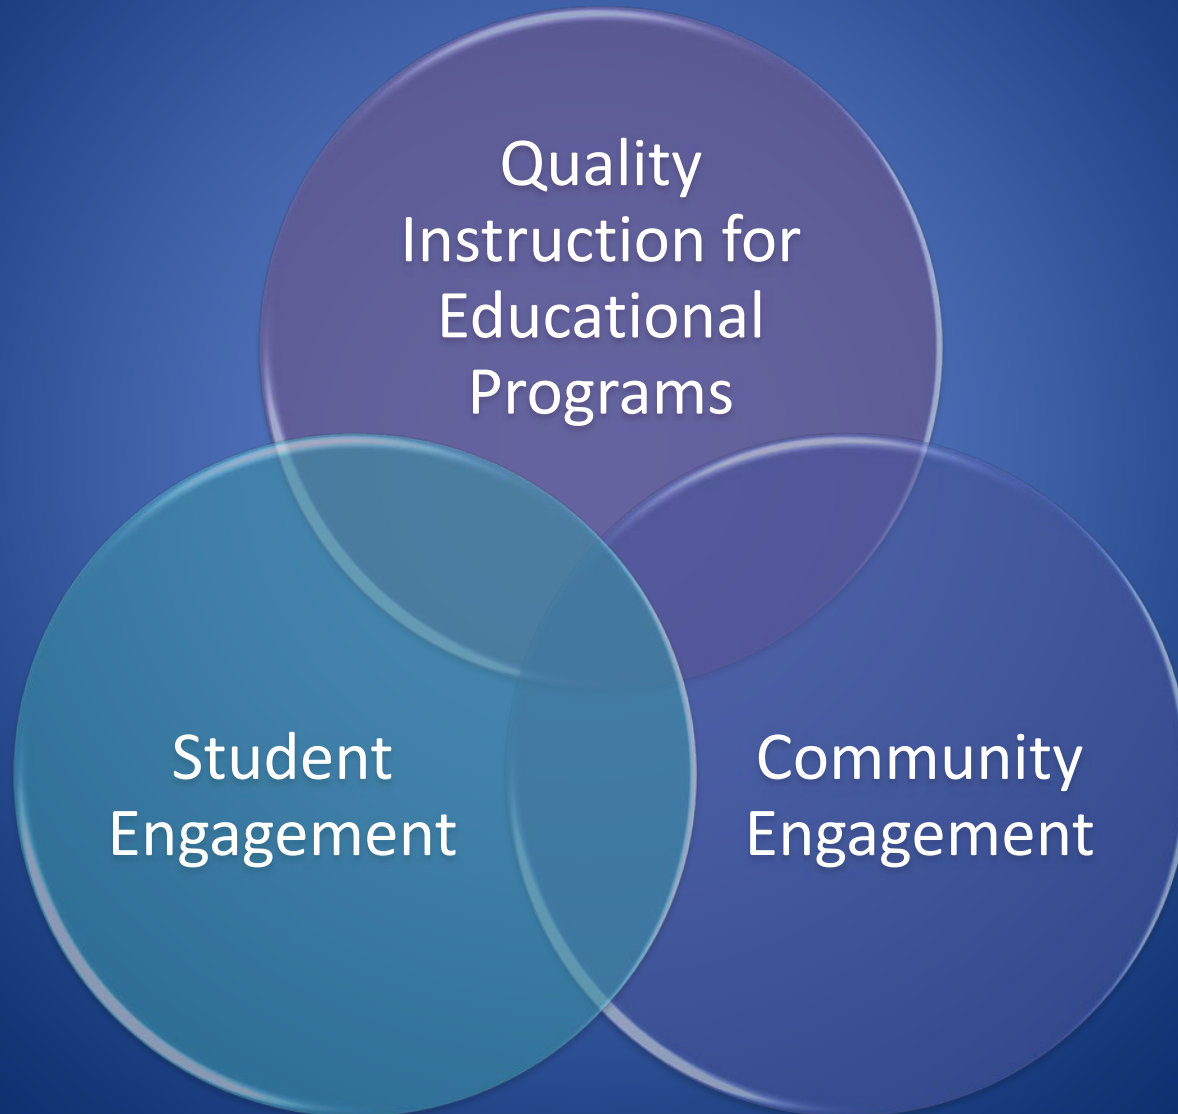 Quality
Instruction for
Educational
Programs
Student
Engagement
Community
Engagement